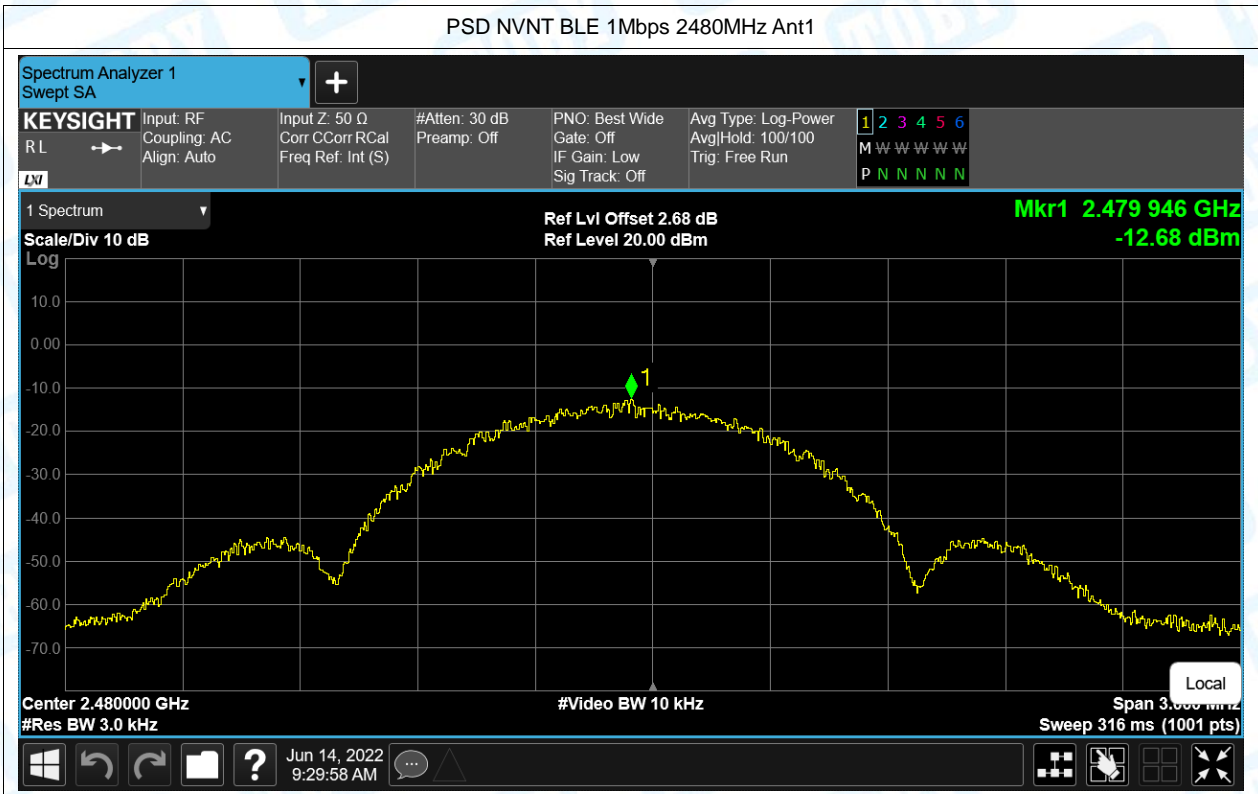 PSD NVNT BLE 1Mbps 2480MHz Ant1
Spectrum Analyzer 1
Swept SA
KEYSIGHT
R L
LXI
Input: RF
Coupling: AC
Align: Auto
Input Z: 50 Ω
Corr CCorr RCal
Freq Ref: Int (S)
#Atten: 30 dB
Preamp: Off
PNO: Best Wide
Gate: Off
IF Gain: Low
Sig Track: Off
Avg Type: Log-Power
Avg|Hold: 100/100
Trig: Free Run
1 2 3 4 5 6
M W W W W W
P N N N N N
1 Spectrum
Scale/Div 10 dB
Log
Ref Lvl Offset 2.68 dB
Ref Level 20.00 dBm
Mkr1 2.479 946 GHz
-12.68 dBm
10.0
0.00
-10.0
-20.0
-30.0
-40.0
-50.0
-60.0
-70.0
1
Center 2.480000 GHz
#Res BW 3.0 kHz
#Video BW 10 kHz
Local
Span 3.000 MHz
Sweep 316 ms (1001 pts)
?
Jun 14, 2022
9:29:58 AM